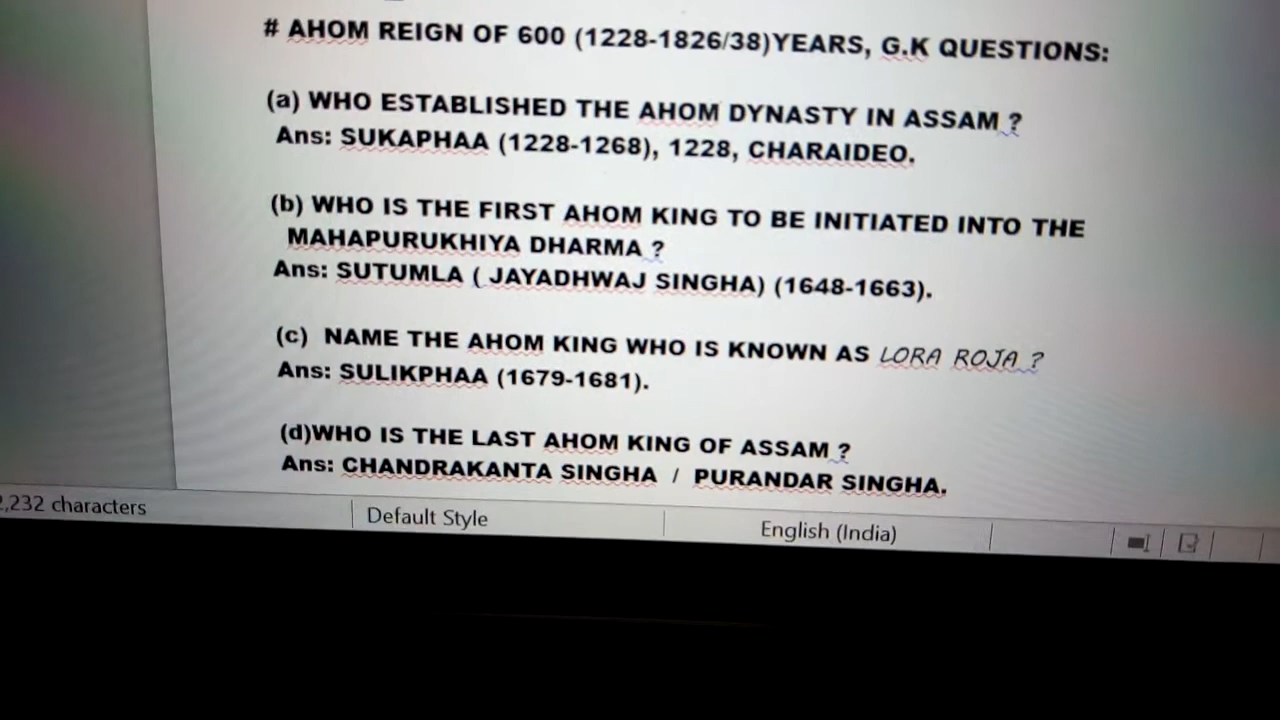 # AHOM REIGN OF 600 (1228-1826/38)YEARS, G.K QUESTIONS:
(a) WHO ESTABLISHED THE AHOM DYNASTY IN ASSAM ?
Ans: SUKAPHAA (1228-1268), 1228, CHARAIDEO.
(b) WHO IS THE FIRST AHOM KING TO BE INITIATED INTO THE
MAHAPURUKHIYA DHARMA ?
Ans: SUTUMLA ( JAYADHWAJ SINGHA) (1648-1663).
(c) NAME THE AHOM KING WHO IS KNOWN AS LORA ROJA ?
Ans: SULIKPHAA (1679-1681).
(d)WHO IS THE LAST AHOM KING OF ASSAM ?
Ans: CHANDRAKANTA SINGHA / PURANDAR SINGHA.
,232 characters
Default Style
English (India)